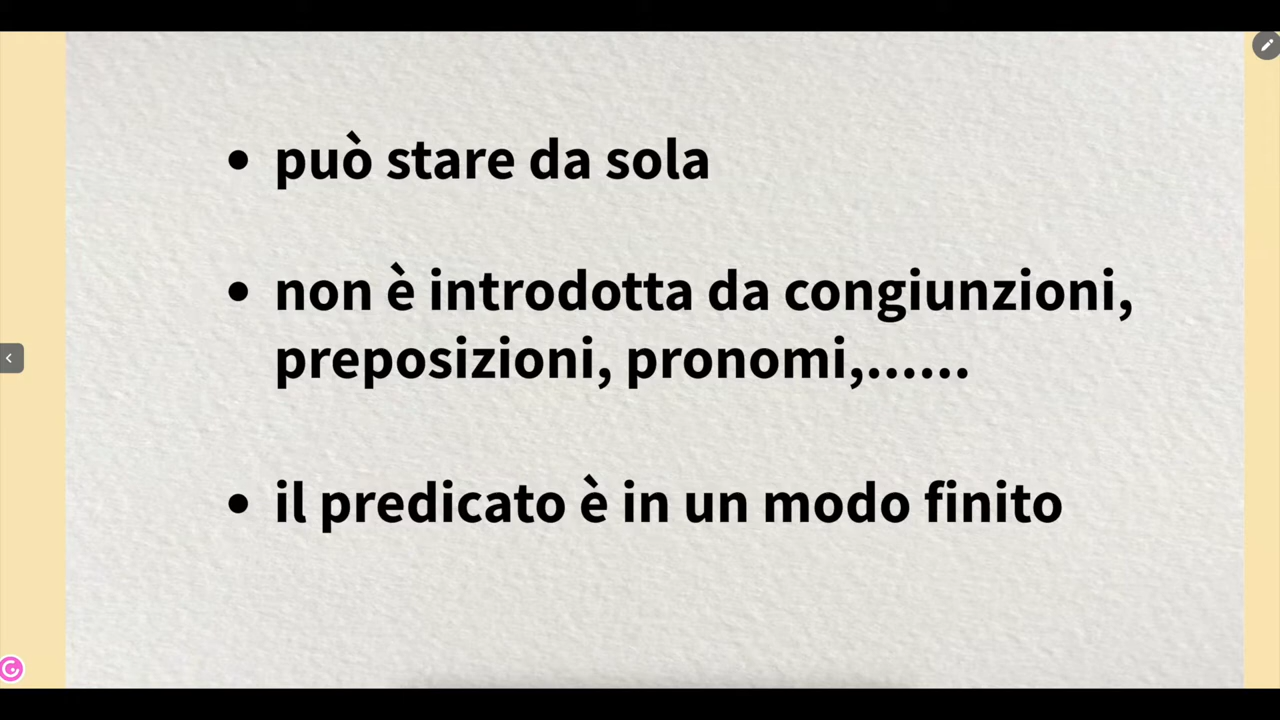 • può stare da sola
• non è introdotta da congiunzioni,
preposizioni, pronomi,......
• il predicato è in un modo finito